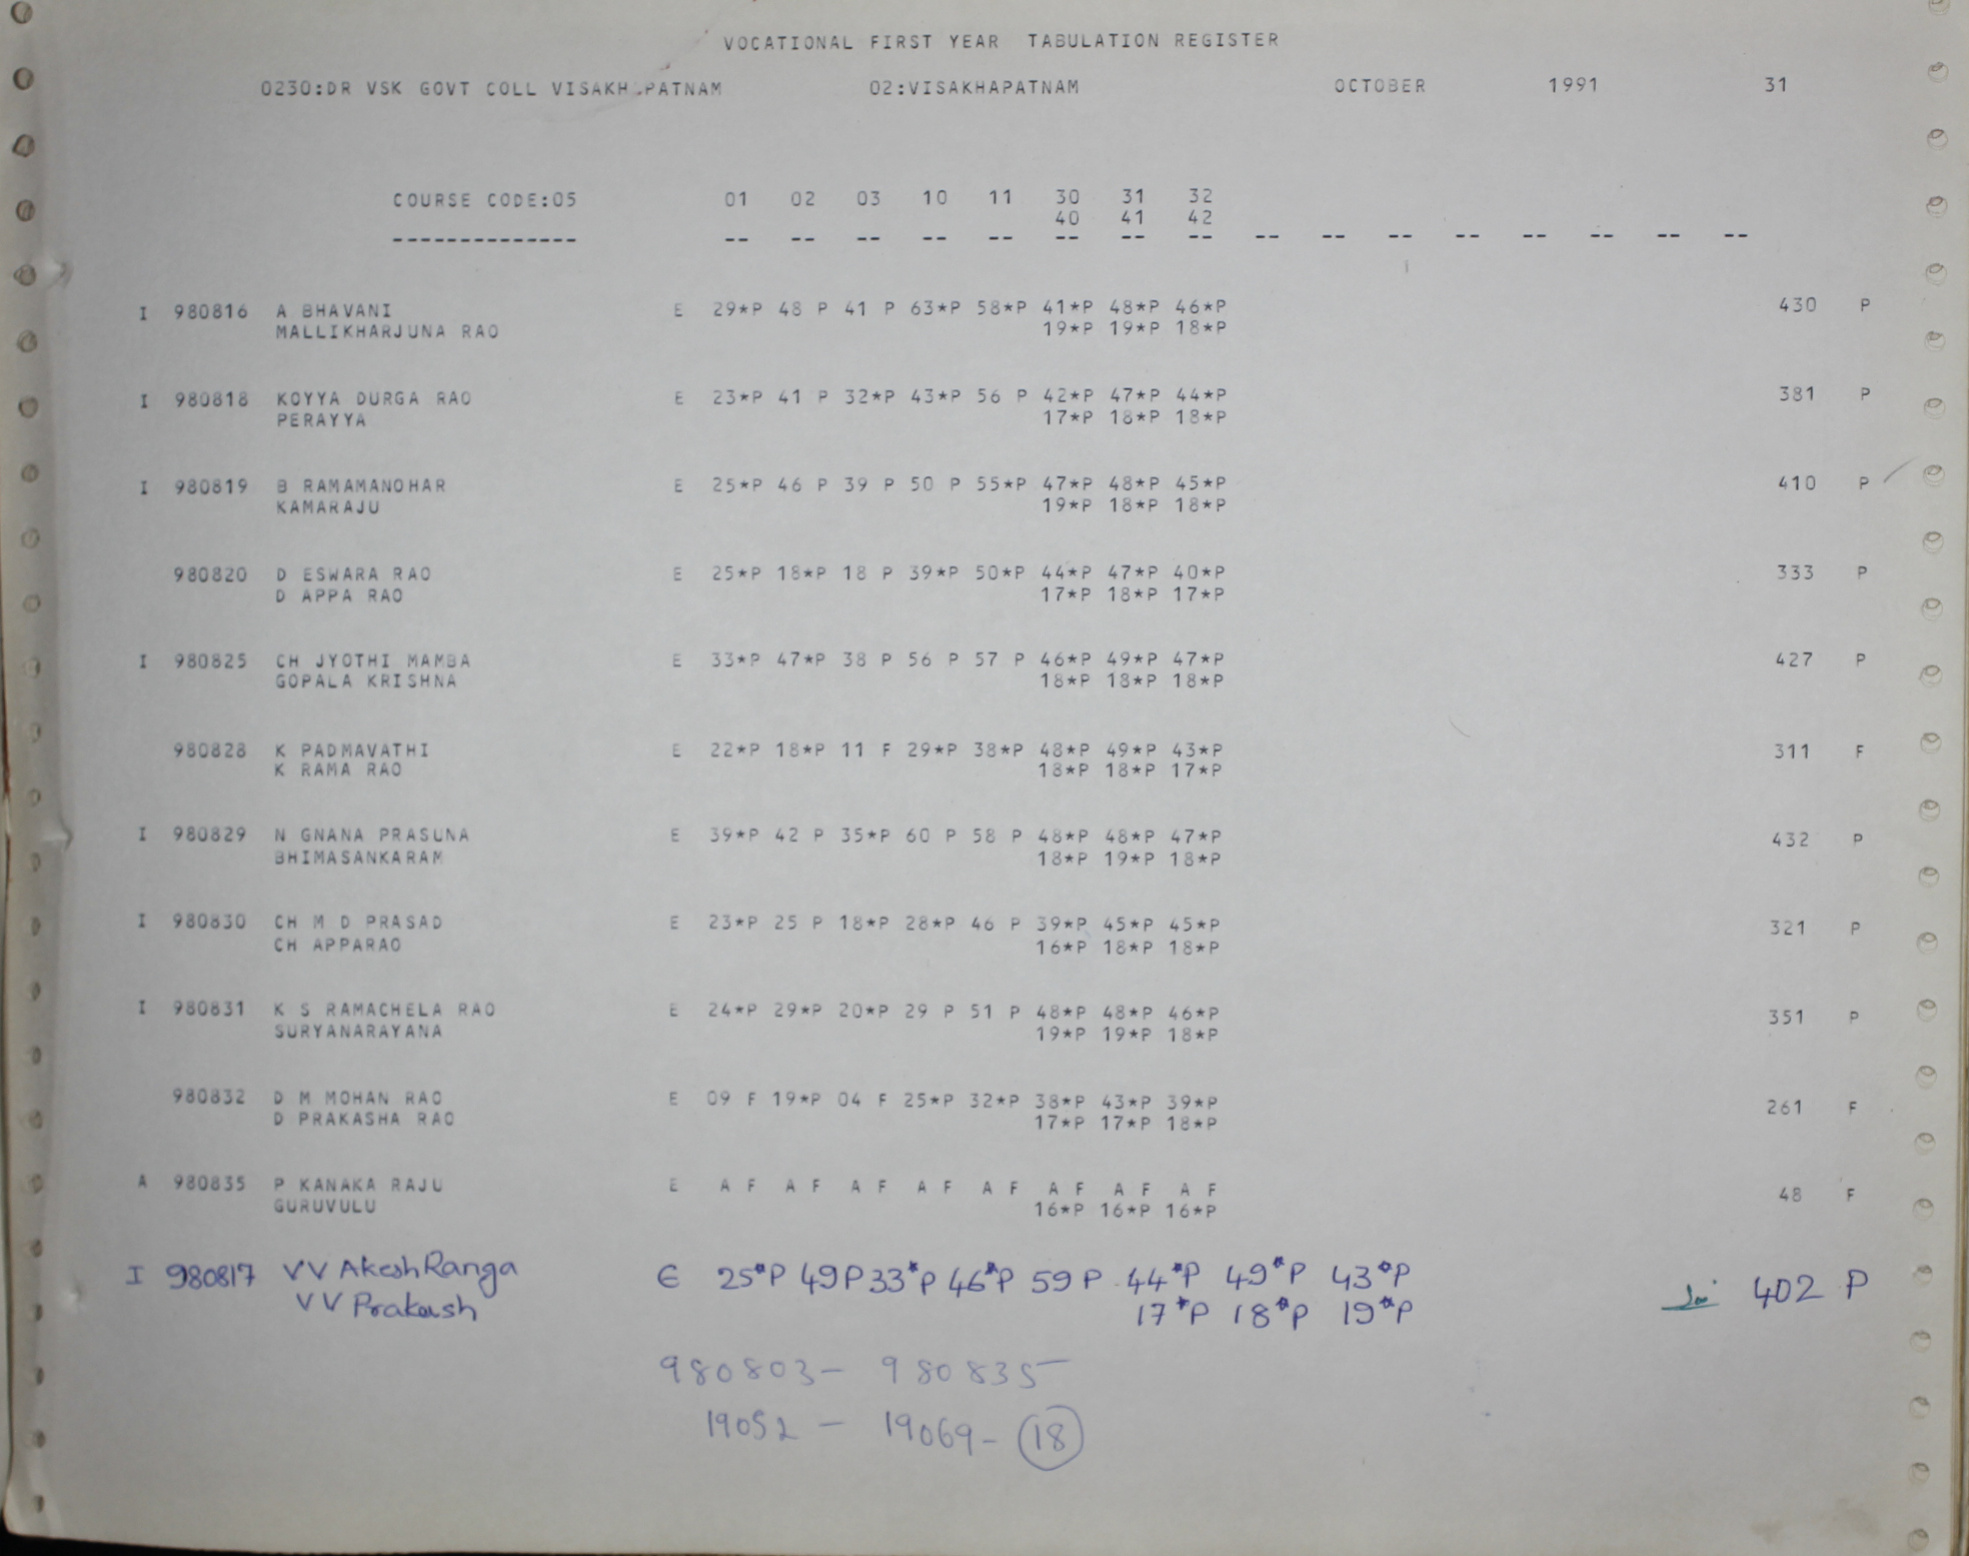 VOCATIONAL FIRST YEAR TABULATION REGISTER
0230:DR VSK GOVT COLL VISAKH PATNAM 02:VISAKHAPATNAM OCTOBER 1991 31
COURSE CODE:05 01 02 03 10 11 30 31 32
40 41 42
-------------- -- -- -- -- -- -- -- -- -- -- -- -- -- -- -- --
I 980816 A BHAVANI E 29*P 48 P 41 P 63*P 58*P 41*P 48*P 46*P 430 P
MALLIKHARJUNA RAO 19*P 19*P 18*P
I 980818 KOYYA DURGA RAO E 23*P 41 P 32*P 43*P 56 P 42*P 47*P 44*P 381 P
PERAYYA 17*P 18*P 18*P
I 980819 B RAMAMANOHAR E 25*P 46 P 39 P 50 P 55*P 47*P 48*P 45*P 410 P
KAMARAJU 19*P 18*P 18*P
980820 D ESWARA RAO E 25*P 18*P 18 P 39*P 50*P 44*P 47*P 40*P 333 P
D APPA RAO 17*P 18*P 17*P
I 980825 CH JYOTHI MAMBA E 33*P 47*P 38 P 56 P 57 P 46*P 49*P 47*P 427 P
GOPALA KRISHNA 18*P 18*P 18*P
980828 K PADMAVATHI E 22*P 18*P 11 F 29*P 38*P 48*P 49*P 43*P 311 F
K RAMA RAO 18*P 18*P 17*P
I 980829 N GNANA PRASUNA E 39*P 42 P 35*P 60 P 58 P 48*P 48*P 47*P 432 P
BHIMASANKARAM 18*P 19*P 18*P
I 980830 CH M D PRASAD E 23*P 25 P 18*P 28*P 46 P 39*P 45*P 45*P 321 P
CH APPARAO 16*P 18*P 18*P
I 980831 K S RAMACHELA RAO E 24*P 29*P 20*P 29 P 51 P 48*P 48*P 46*P 351 P
SURYANARAYANA 19*P 19*P 18*P
980832 D M MOHAN RAO E 09 F 19*P 04 F 25*P 32*P 38*P 43*P 39*P 261 F
D PRAKASHA RAO 17*P 17*P 18*P
A 980835 P KANAKA RAJU E A F A F A F A F A F A F A F A F 48 F
GURUVULU 16*P 16*P 16*P
I 980817 VV Akesh Ranga E 25*P 49 P 33*P 46*P 59 P 44*P 49*P 43*P 402 P
VV Prakash 17*P 18*P 19*P
980803 - 980835
19052 - 19069 - 18